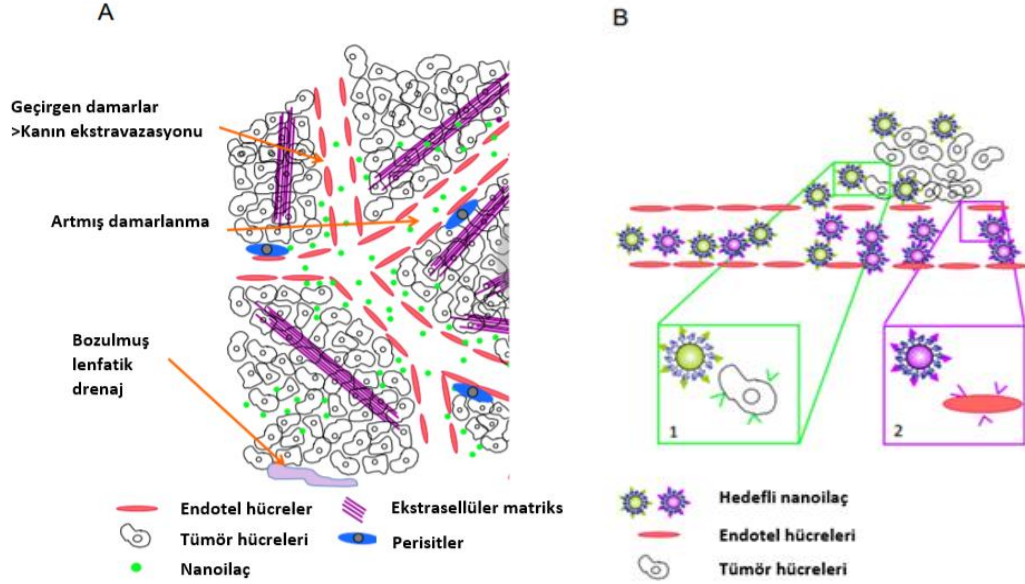 A
Geçirgen damarlar
>Kanın ekstravazasyonu
Artmış damarlanma
Bozulmuş
lenfatik
drenaj
Endotel hücreler
Tümör hücreleri
Nanoilaç
Ekstrasellüler matriks
Perisitler
B
1
2
Hedefli nanoilaç
Endotel hücreleri
Tümör hücreleri